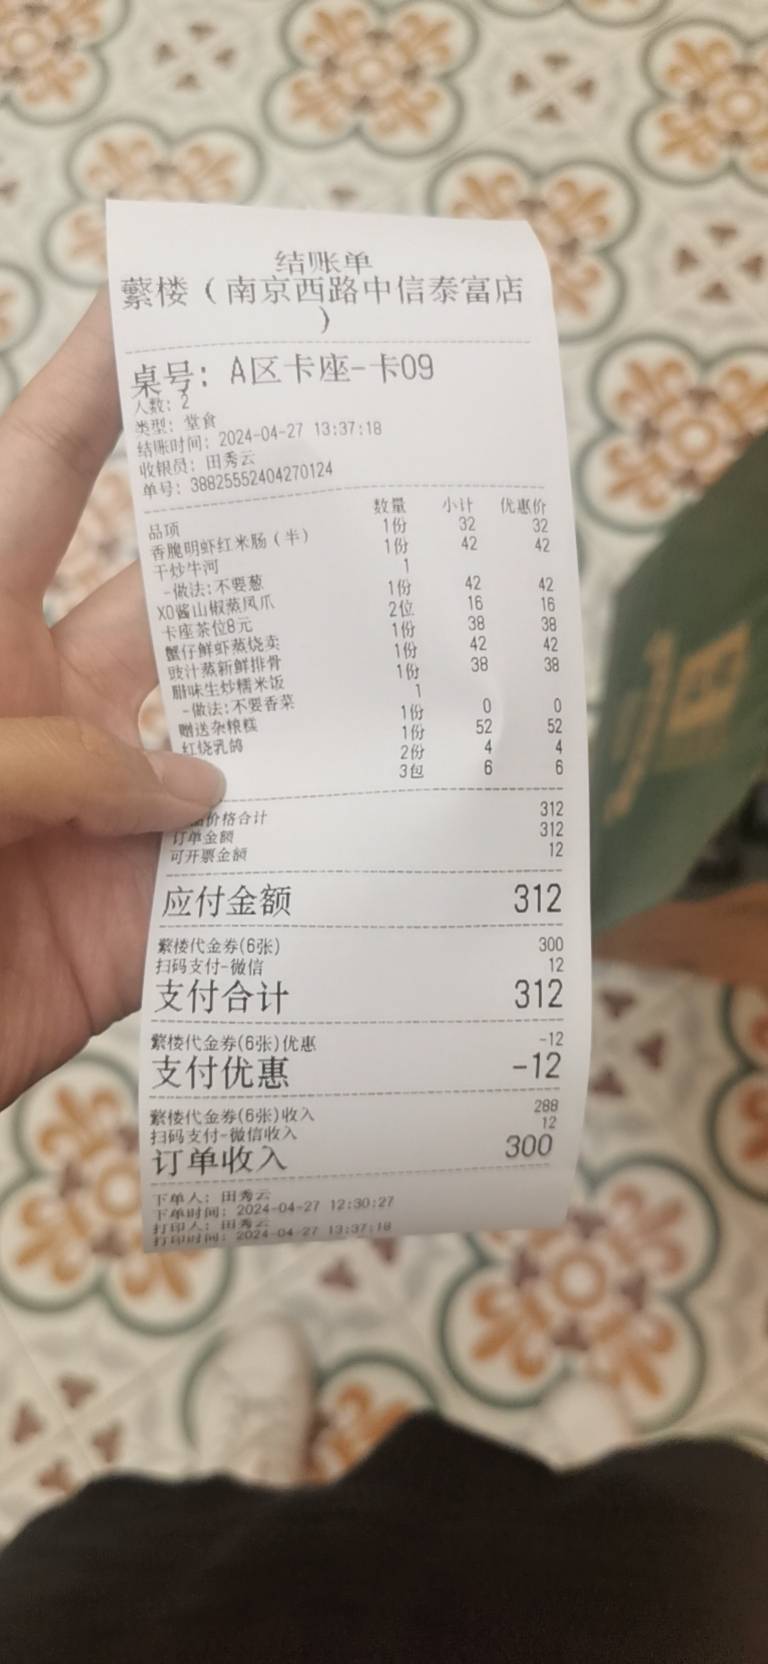 结账单
蘩楼（南京西路中信泰富店
）
桌号: A区卡座-卡09
人数: 2
类型: 堂食
结账时间: 2024-04-27 13:37:18
收银员: 田秀云
单号: 38825552404270124
品项 数量 小计 优惠价
香脆明虾红米肠（半） 1份 32 32
干炒牛河 1份 42 42
-做法:不要葱 1
XO酱山椒蒸凤爪 1份 42 42
卡座茶位8元 2位 16 16
蟹仔鲜虾蒸烧卖 1份 38 38
豉汁蒸新鲜排骨 1份 42 42
腊味生炒糯米饭 1份 38 38
-做法:不要香菜 1
赠送杂粮糕 1份 0 0
红烧乳鸽 1份 52 52
2份 4 4
3包 6 6
价格合计 312
订单金额 312
可开票金额 12
应付金额 312
繁楼代金券(6张) 300
扫码支付-微信 12
支付合计 312
繁楼代金券(6张)优惠 -12
支付优惠 -12
繁楼代金券(6张)收入 288
扫码支付-微信收入 12
订单收入 300
下单人: 田秀云
下单时间: 2024-04-27 12:30:27
打印人: 田秀云
打印时间: 2024-04-27 13:37:18